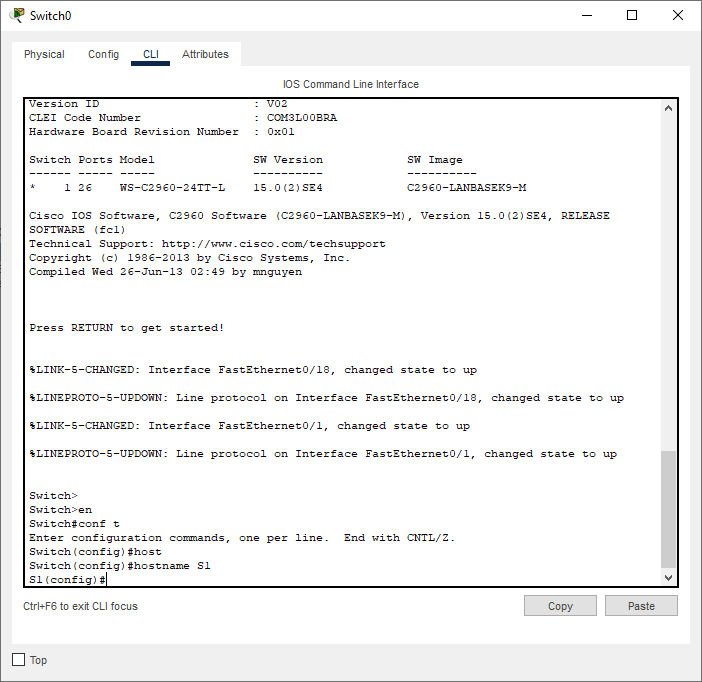 Switch0
Physical Config CLI Attributes
IOS Command Line Interface
Version ID                      : V02
CLEI Code Number                : COM3L00BRA
Hardware Board Revision Number  : 0x01
Switch Ports Model              SW Version            SW Image
------ ----- -----              ----------            ----------
*    1 26    WS-C2960-24TT-L    15.0(2)SE4            C2960-LANBASEK9-M
Cisco IOS Software, C2960 Software (C2960-LANBASEK9-M), Version 15.0(2)SE4, RELEASE
SOFTWARE (fc1)
Technical Support: http://www.cisco.com/techsupport
Copyright (c) 1986-2013 by Cisco Systems, Inc.
Compiled Wed 26-Jun-13 02:49 by mnguyen
Press RETURN to get started!
%LINK-5-CHANGED: Interface FastEthernet0/18, changed state to up
%LINEPROTO-5-UPDOWN: Line protocol on Interface FastEthernet0/18, changed state to up
%LINK-5-CHANGED: Interface FastEthernet0/1, changed state to up
%LINEPROTO-5-UPDOWN: Line protocol on Interface FastEthernet0/1, changed state to up
Switch>
Switch>en
Switch#conf t
Enter configuration commands, one per line.  End with CNTL/Z.
Switch(config)#host
Switch(config)#hostname S1
S1(config)#
Ctrl+F6 to exit CLI focus
Copy Paste
Top